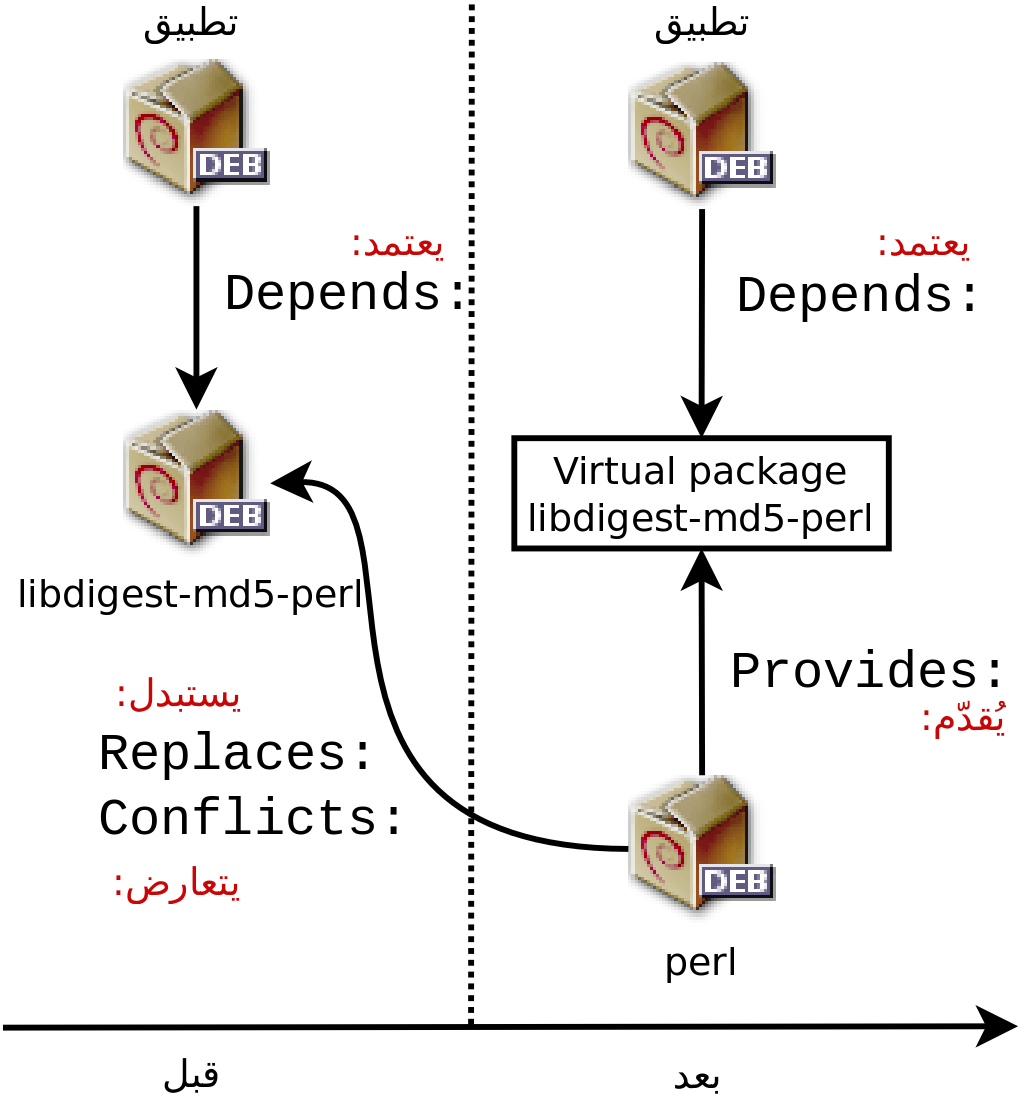 تطبيق
DEB
يعتمد:
Depends:
DEB
libdigest-md5-perl
يستبدل:
Replaces:
Conflicts:
يتعارض:
قبل
تطبيق
DEB
يعتمد:
Depends:
Virtual package
libdigest-md5-perl
Provides:
يُقدّم:
DEB
perl
بعد